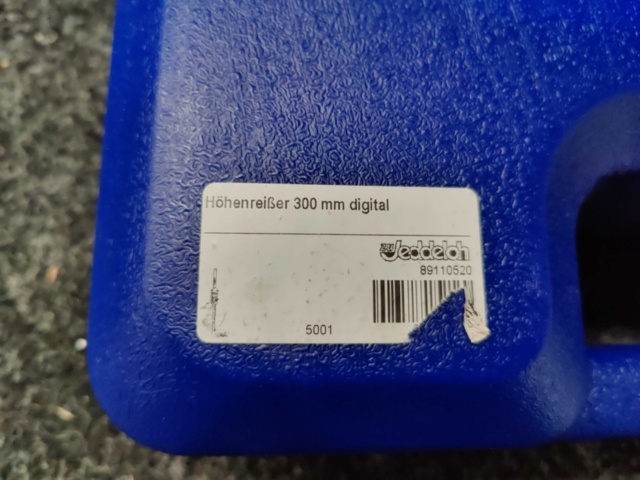 Höhenreißer 300 mm digital
Jeddeloh
89110520
5001